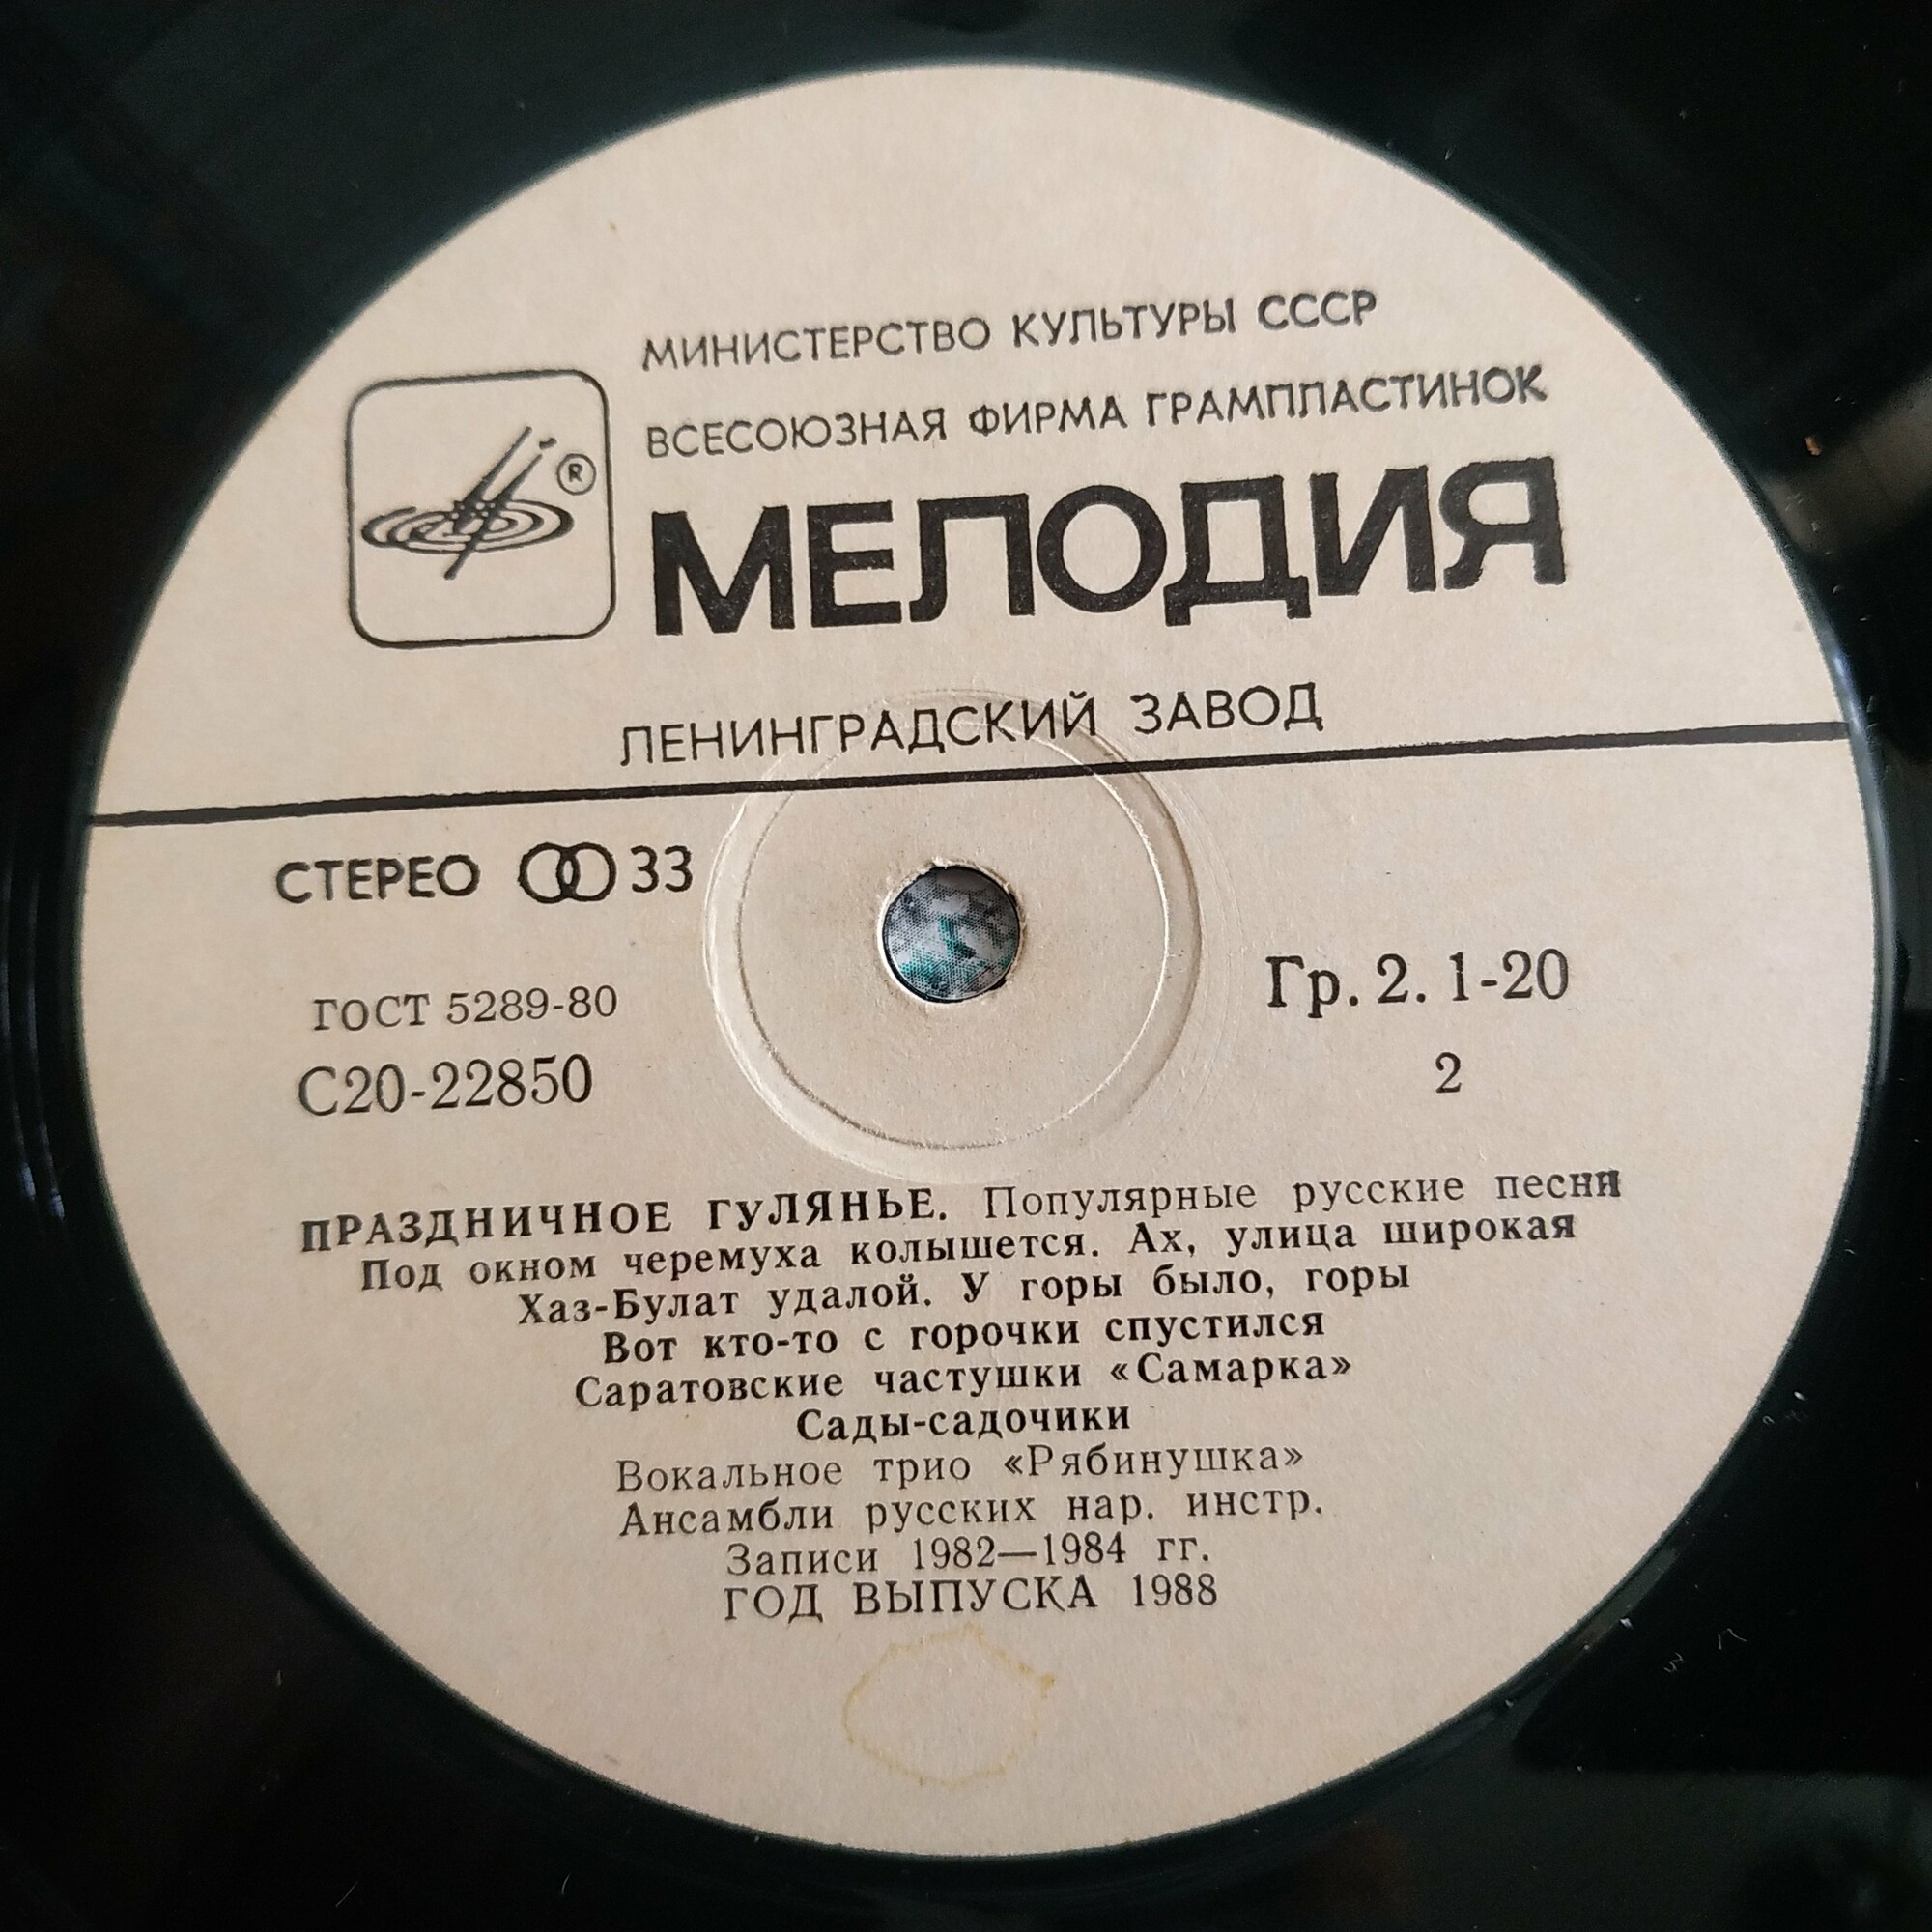 МИНИСТЕРСТВО КУЛЬТУРЫ СССР
ВСЕСОЮЗНАЯ ФИРМА ГРАМПЛАСТИНОК
®
МЕЛОДИЯ
ЛЕНИНГРАДСКИЙ ЗАВОД
СТЕРЕО 33
ГОСТ 5289-80
С20-22850
Гр. 2. 1-20
2
ПРАЗДНИЧНОЕ ГУЛЯНЬЕ. Популярные русские песни
Под окном черемуха колышется. Ах, улица широкая
Хаз-Булат удалой. У горы было, горы
Вот кто-то с горочки спустился
Саратовские частушки «Самарка»
Сады-садочики
Вокальное трио «Рябинушка»
Ансамбли русских нар. инстр.
Записи 1982—1984 гг.
ГОД ВЫПУСКА 1988